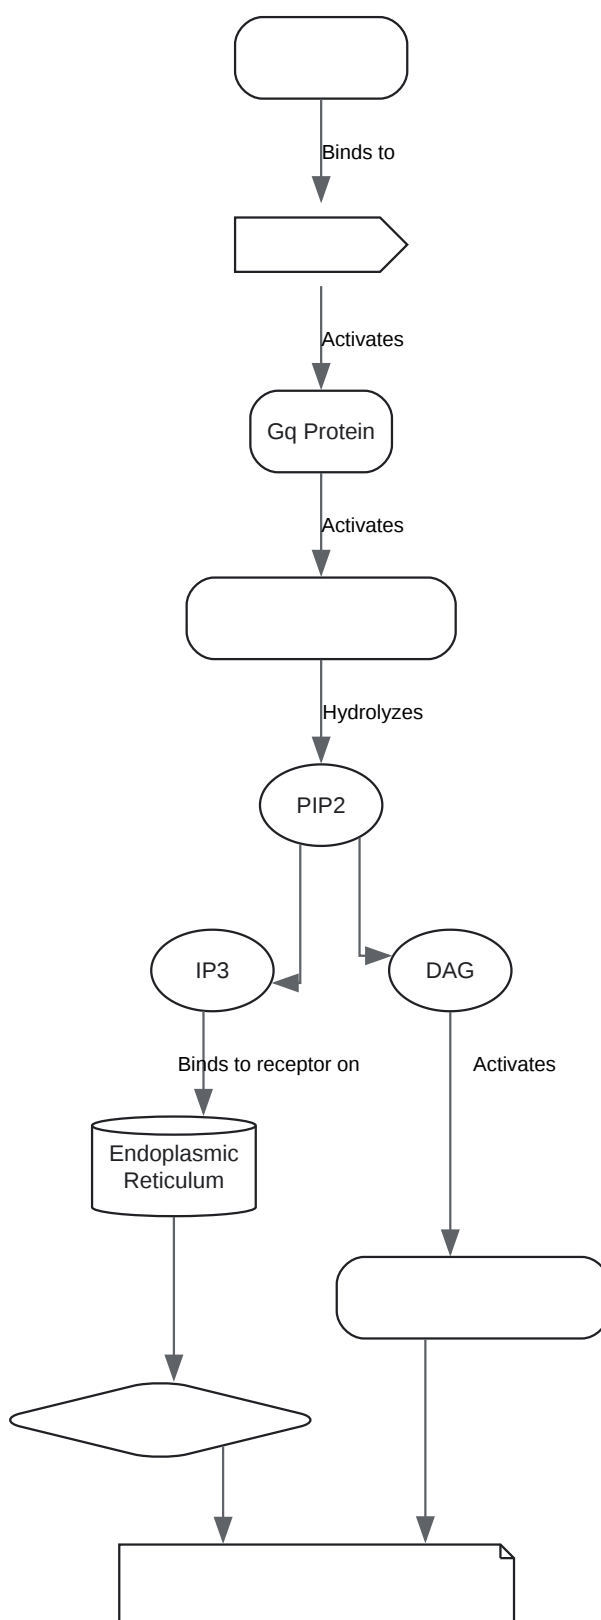 Binds to
Activates
Gq Protein
Activates
Hydrolyzes
PIP2
IP3
DAG
Binds to receptor on
Activates
Endoplasmic
Reticulum